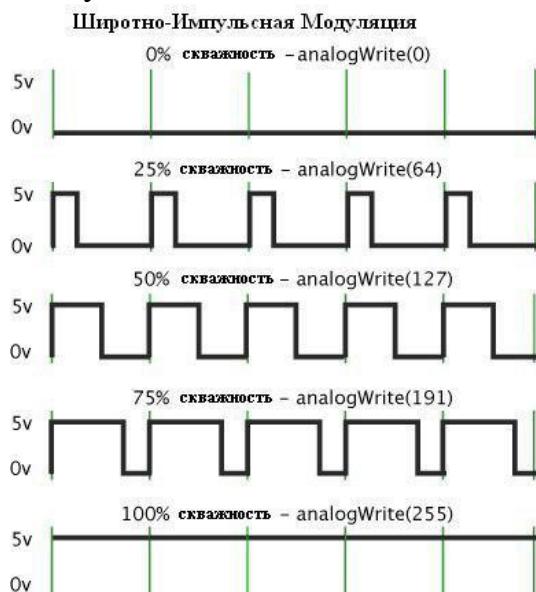 Широтно-Импульсная Модуляция
0% скважность – analogWrite(0)
5v
0v
25% скважность – analogWrite(64)
5v
0v
50% скважность – analogWrite(127)
5v
0v
75% скважность – analogWrite(191)
5v
0v
100% скважность – analogWrite(255)
5v
0v